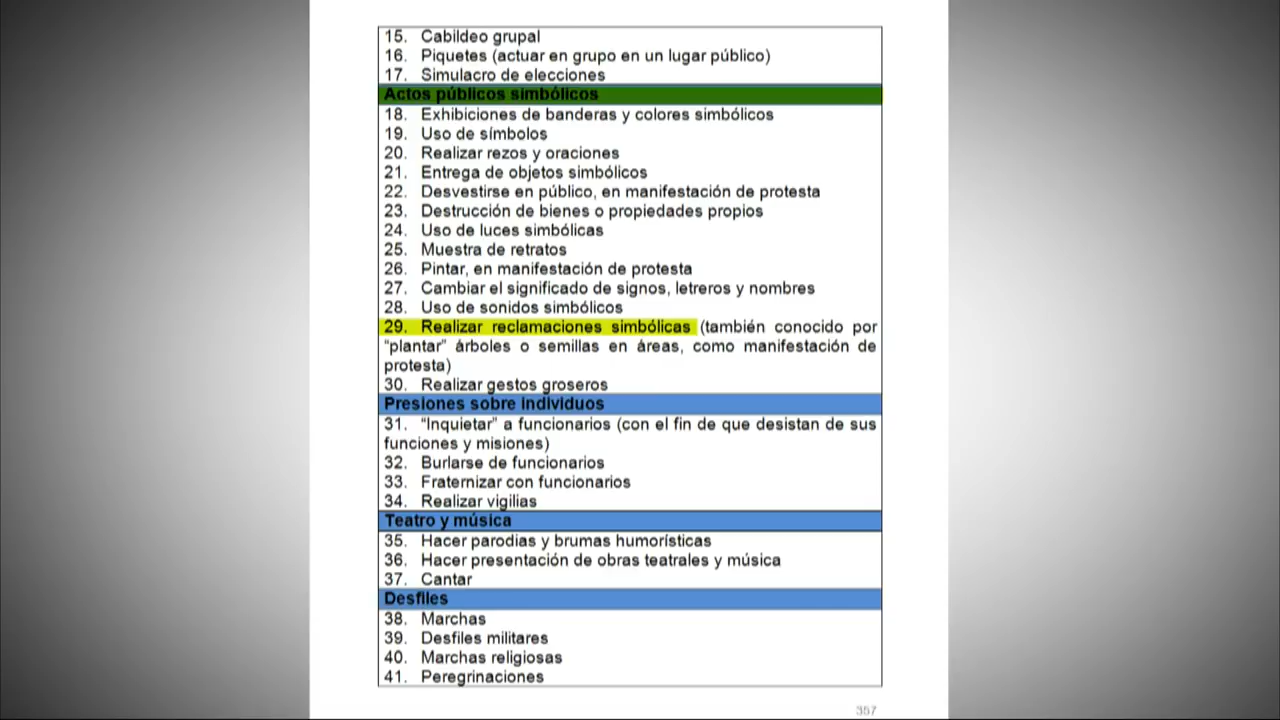 15. Cabildeo grupal
16. Piquetes (actuar en grupo en un lugar público)
17. Simulacro de elecciones
Actos públicos simbólicos
18. Exhibiciones de banderas y colores simbólicos
19. Uso de símbolos
20. Realizar rezos y oraciones
21. Entrega de objetos simbólicos
22. Desvestirse en público, en manifestación de protesta
23. Destrucción de bienes o propiedades propios
24. Uso de luces simbólicas
25. Muestra de retratos
26. Pintar, en manifestación de protesta
27. Cambiar el significado de signos, letreros y nombres
28. Uso de sonidos simbólicos
29. Realizar reclamaciones simbólicas (también conocido por
“plantar” árboles o semillas en áreas, como manifestación de
protesta)
30. Realizar gestos groseros
Presiones sobre individuos
31. “Inquietar” a funcionarios (con el fin de que desistan de sus
funciones y misiones)
32. Burlarse de funcionarios
33. Fraternizar con funcionarios
34. Realizar vigilias
Teatro y música
35. Hacer parodias y brumas humorísticas
36. Hacer presentación de obras teatrales y música
37. Cantar
Desfiles
38. Marchas
39. Desfiles militares
40. Marchas religiosas
41. Peregrinaciones
357